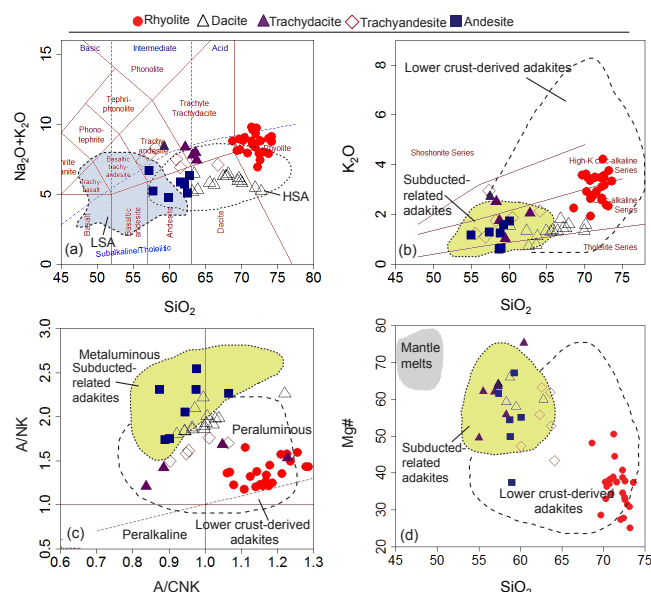 Rhyolite Dacite Trachydacite Trachyandesite Andesite
(a)
Na2O+K2O
0 5 10 15
Basic Intermediate Acid
Phonolite
Tephri-
phonolite
Trachyte
Trachydacite
Phono-
tephrite
Trachy-
andesite
Rhyolite
Basaltic
trachy-
andesite
Trachy-
basalt
Basalt
Basaltic
andesite
Andesite
Dacite
HSA
LSA
Subalkaline/Tholeiitic
45 50 55 60 65 70 75 80
SiO2
(b)
K2O
0 2 4 6 8
Lower crust-derived
adakites
Shoshonite Series
High-K calc-alkaline
Series
Subducted-
related
adakites
Tholeiite Series
45 50 55 60 65 70 75
SiO2
(c)
A/NK
0.5 1.0 1.5 2.0 2.5 3.0
Metaluminous
Subducted-
related
adakites
Peraluminous
Lower crust-derived
adakites
Peralkaline
0.6 0.7 0.8 0.9 1.0 1.1 1.2 1.3
A/CNK
(d)
Mg#
20 30 40 50 60 70 80
Mantle
melts
Subducted-
related
adakites
Lower crust-derived
adakites
45 50 55 60 65 70 75
SiO2